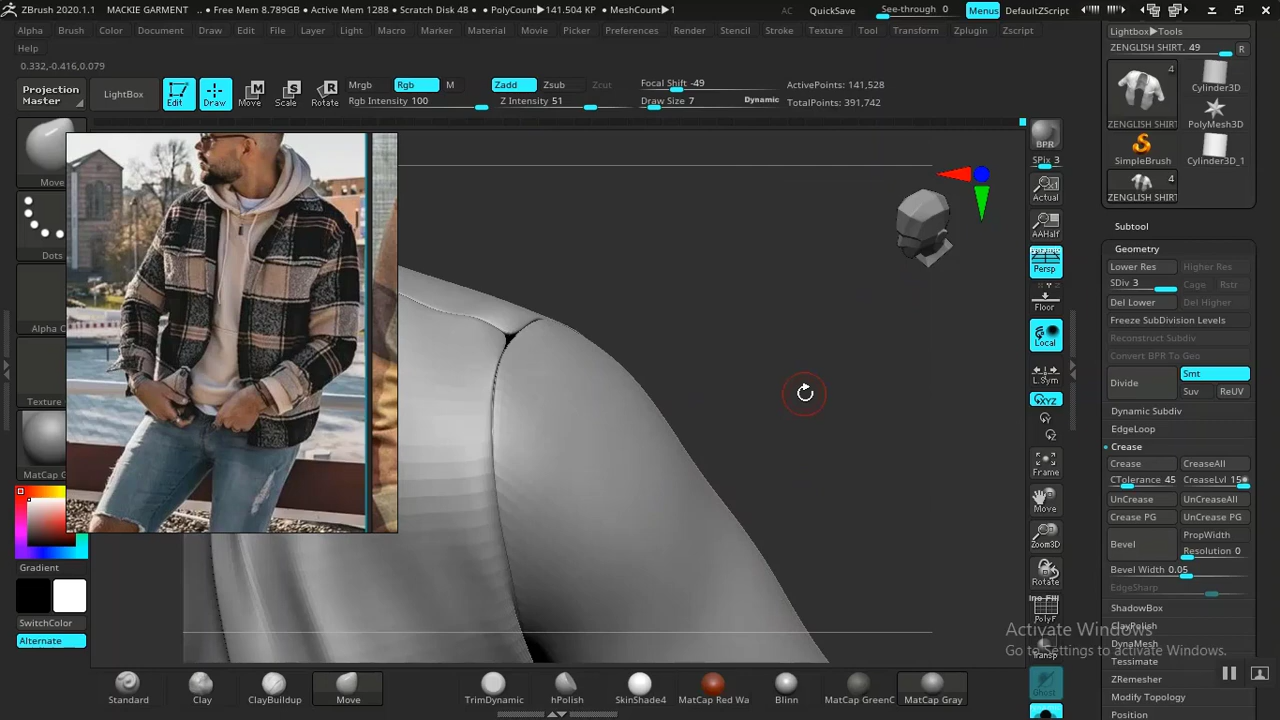 ZBrush 2020.1.1 MACKIE GARMENT .. • Free Mem 8.789GB • Active Mem 1288 • Scratch Disk 48 • PolyCount▶141.504 KP • MeshCount▶1 AC QuickSave See-through 0 Menus DefaultZScript
Alpha Brush Color Document Draw Edit File Layer Light Macro Marker Material Movie Picker Preferences Render Stencil Stroke Texture Tool Transform Zplugin Zscript
Help
0.332,-0.416,0.079
Projection Master
LightBox
Edit
Draw
Move
Scale
Rotate
Mrgb Rgb M
Rgb Intensity 100
Zadd Zsub Zcut
Z Intensity 51
Focal Shift -49
Draw Size 7 Dynamic
ActivePoints: 141,528
TotalPoints: 391,742
Move
Dots
Alpha O
Texture
MatCap G
Gradient
SwitchColor
Alternate
Standard Clay ClayBuildup Move TrimDynamic hPolish SkinShade4 MatCap Red Wa Blinn MatCap GreenC MatCap Gray
BPR
SPix 3
Actual
AAHalf
Persp
Floor
Local
L.Sym
XYZ
Y
Z
Frame
Move
Zoom3D
Rotate
PolyF
Transp
Ghost
Lightbox▶Tools
ZENGLISH SHIRT. 49 R
4
ZENGLISH SHIRT
Cylinder3D
PolyMesh3D
SimpleBrush
Cylinder3D_1
4
ZENGLISH SHIRT
Subtool
Geometry
Lower Res Higher Res
SDiv 3 Cage Rstr
Del Lower Del Higher
Freeze SubDivision Levels
Reconstruct Subdiv
Convert BPR To Geo
Divide Smt
Suv ReUV
Dynamic Subdiv
EdgeLoop
Crease
Crease CreaseAll
CTolerance 45 CreaseLvl 15
UnCrease UnCreaseAll
Crease PG UnCrease PG
Bevel PropWidth
Resolution 0
Bevel Width 0.05
EdgeSharp
ShadowBox
ClayPolish
DynaMesh
Tessimate
ZRemesher
Modify Topology
Position
Activate Windows
Go to Settings to activate Windows.